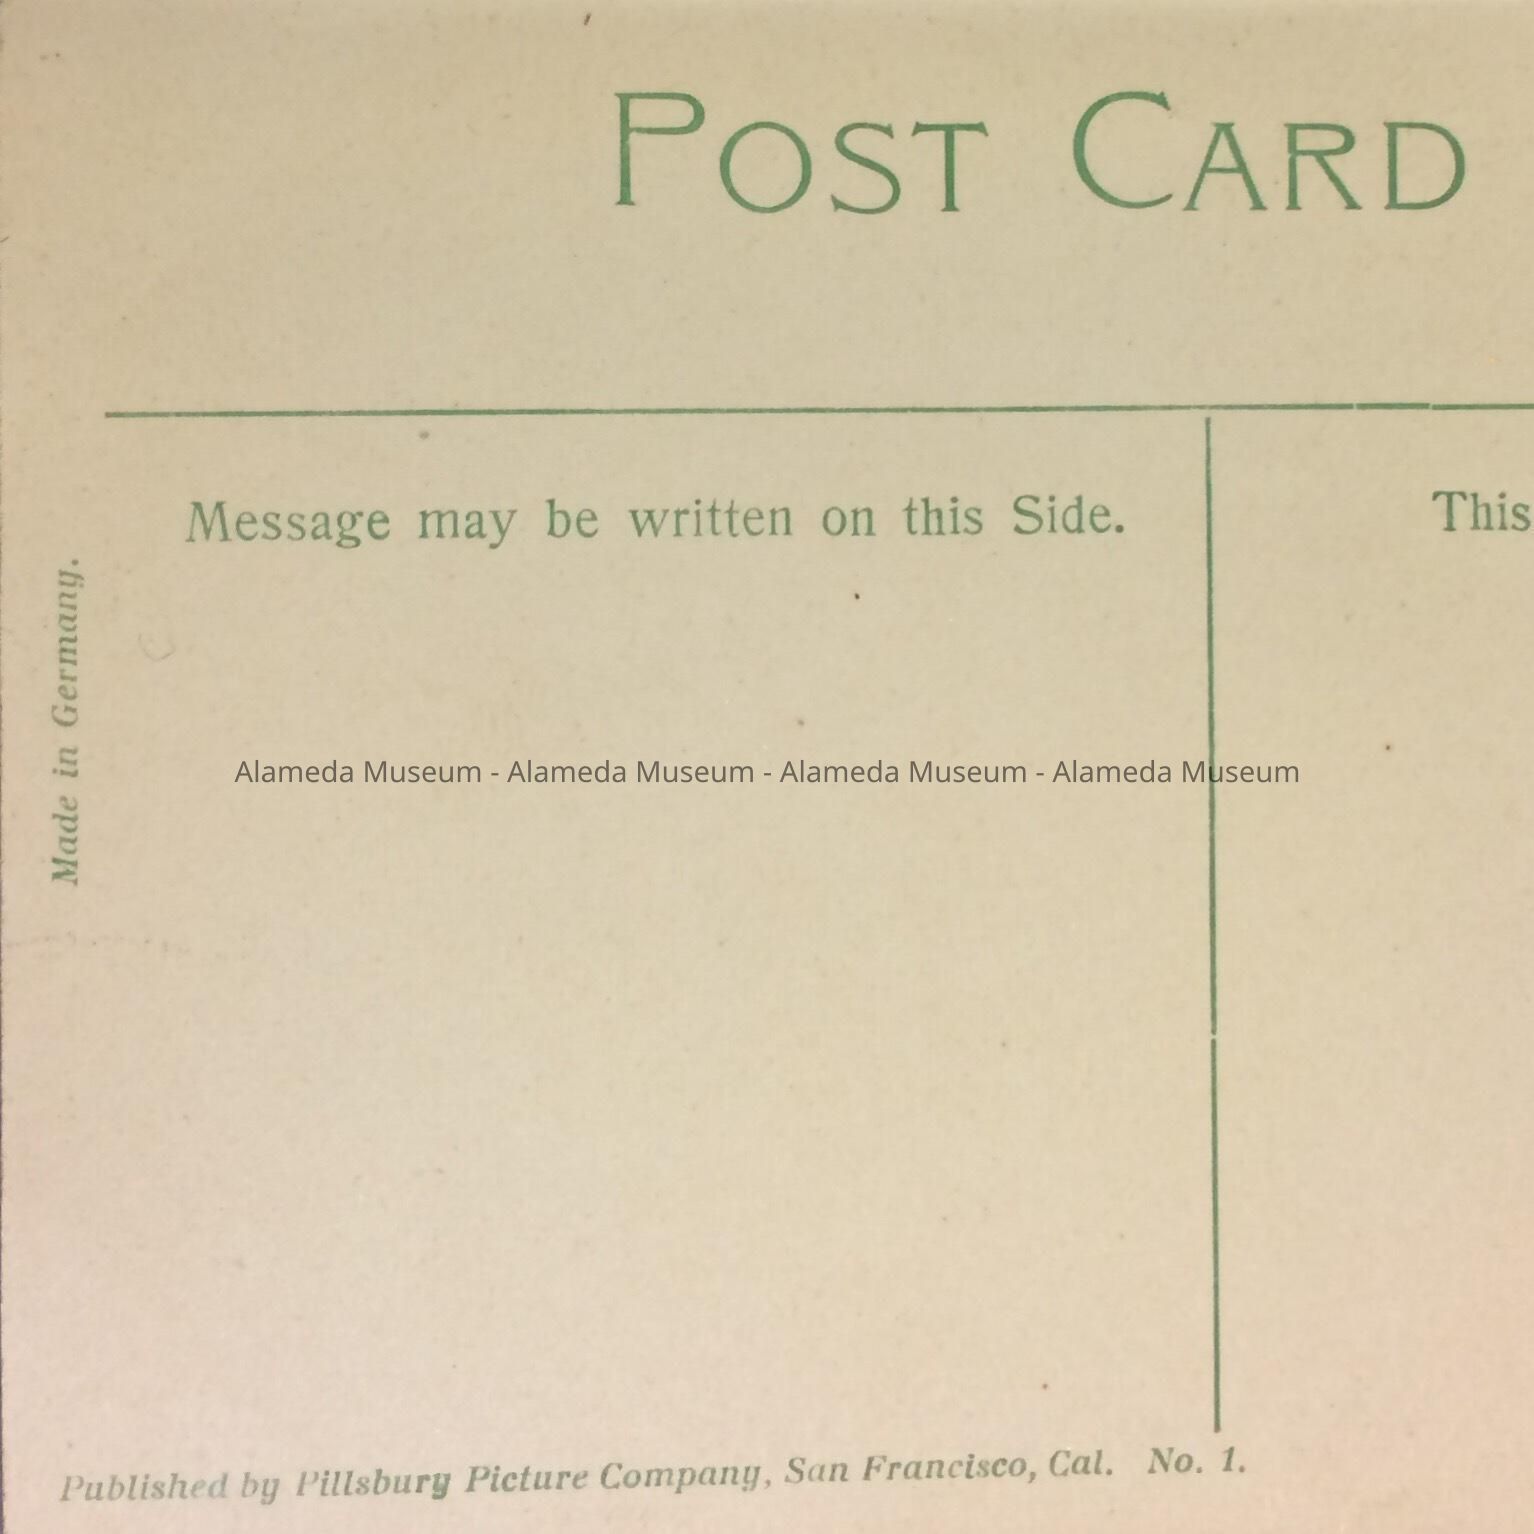 POST CARD
Message may be written on this Side.
This
Made in Germany.
Alameda Museum - Alameda Museum - Alameda Museum - Alameda Museum
Published by Pillsbury Picture Company, San Francisco, Cal. No. 1.